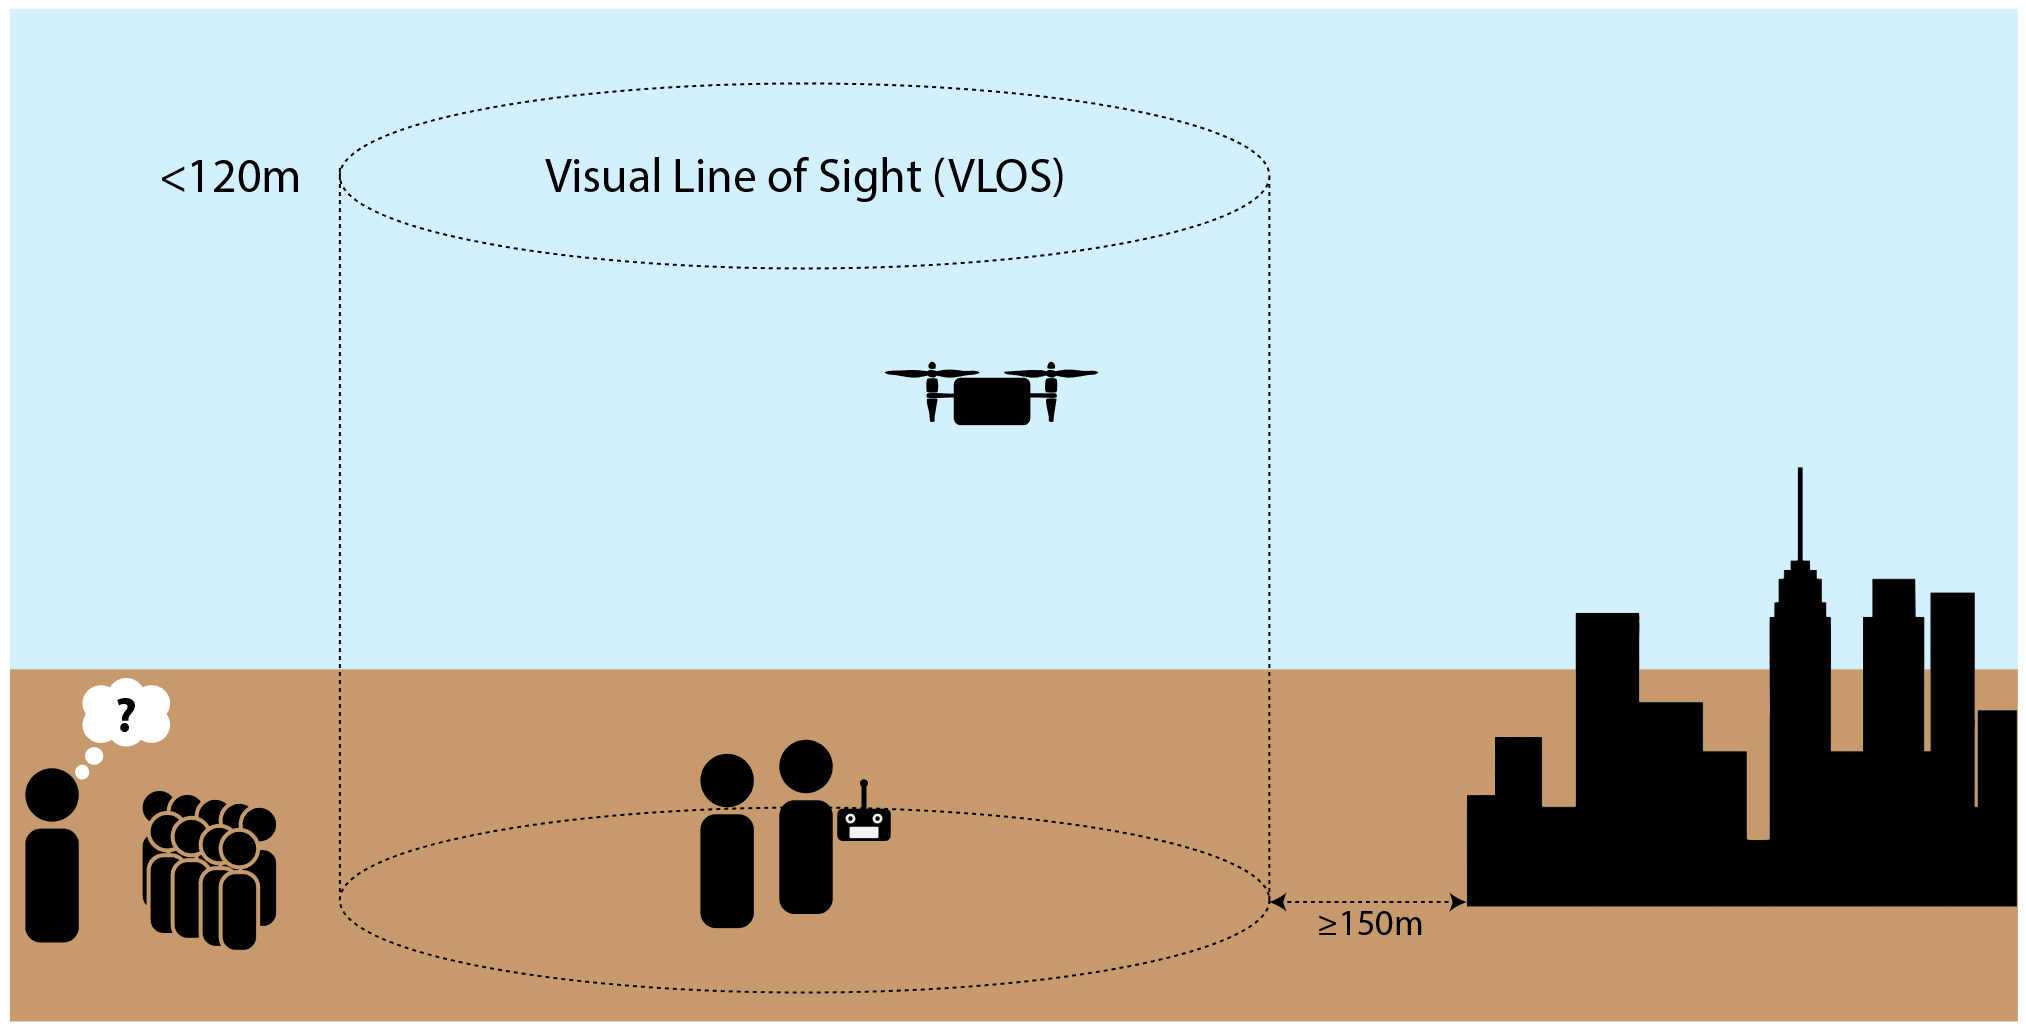 <120m
Visual Line of Sight (VLOS)
?
≥150m